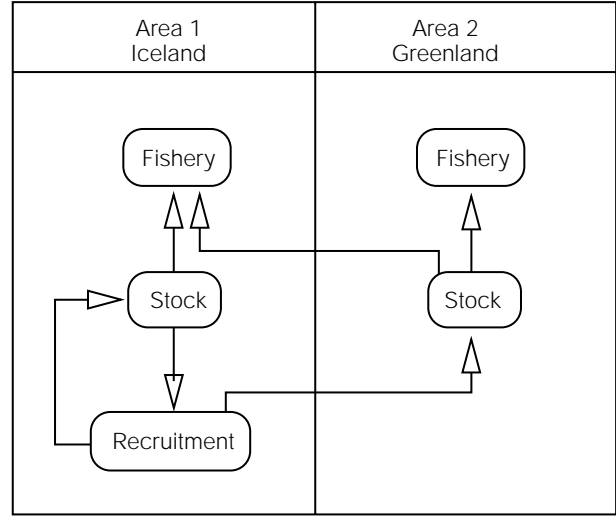 Area 1
Iceland
Area 2
Greenland
Fishery
Fishery
Stock
Stock
Recruitment